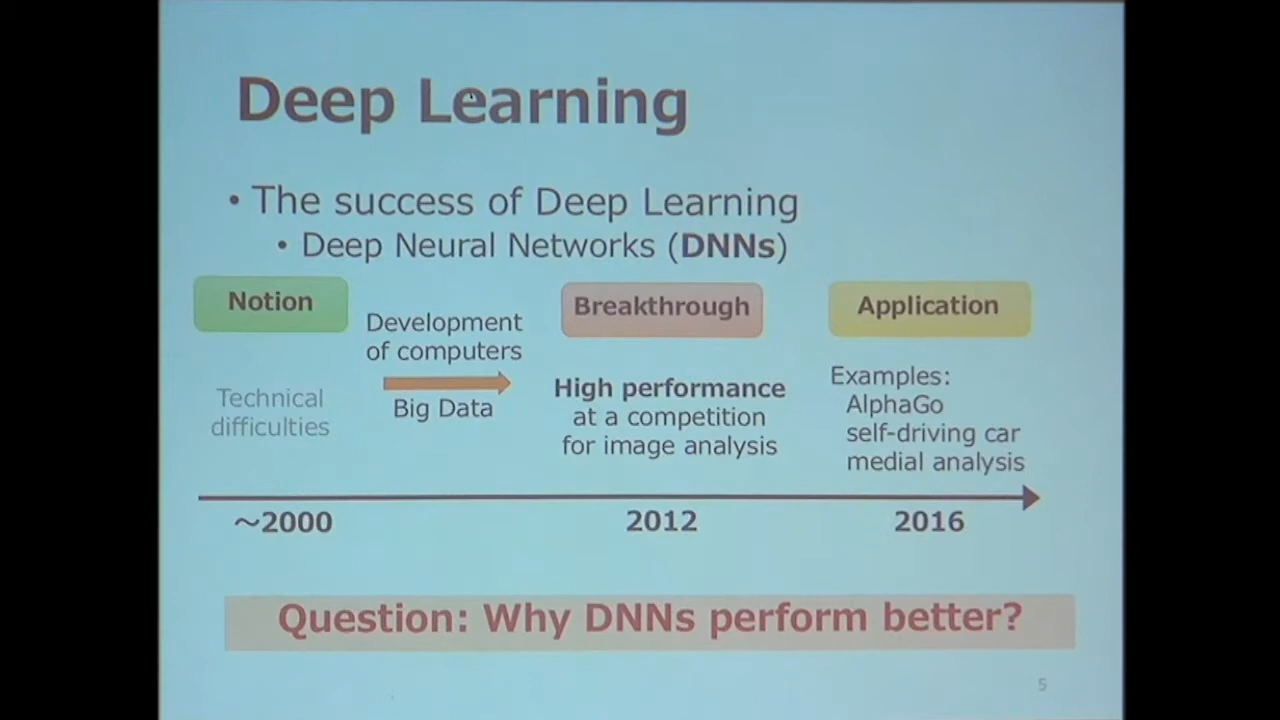 Deep Learning
• The success of Deep Learning
• Deep Neural Networks (DNNs)
Notion
Technical
difficulties
Development
of computers
Big Data
Breakthrough
High performance
at a competition
for image analysis
Application
Examples:
AlphaGo
self-driving car
medial analysis
~2000
2012
2016
Question: Why DNNs perform better?
5